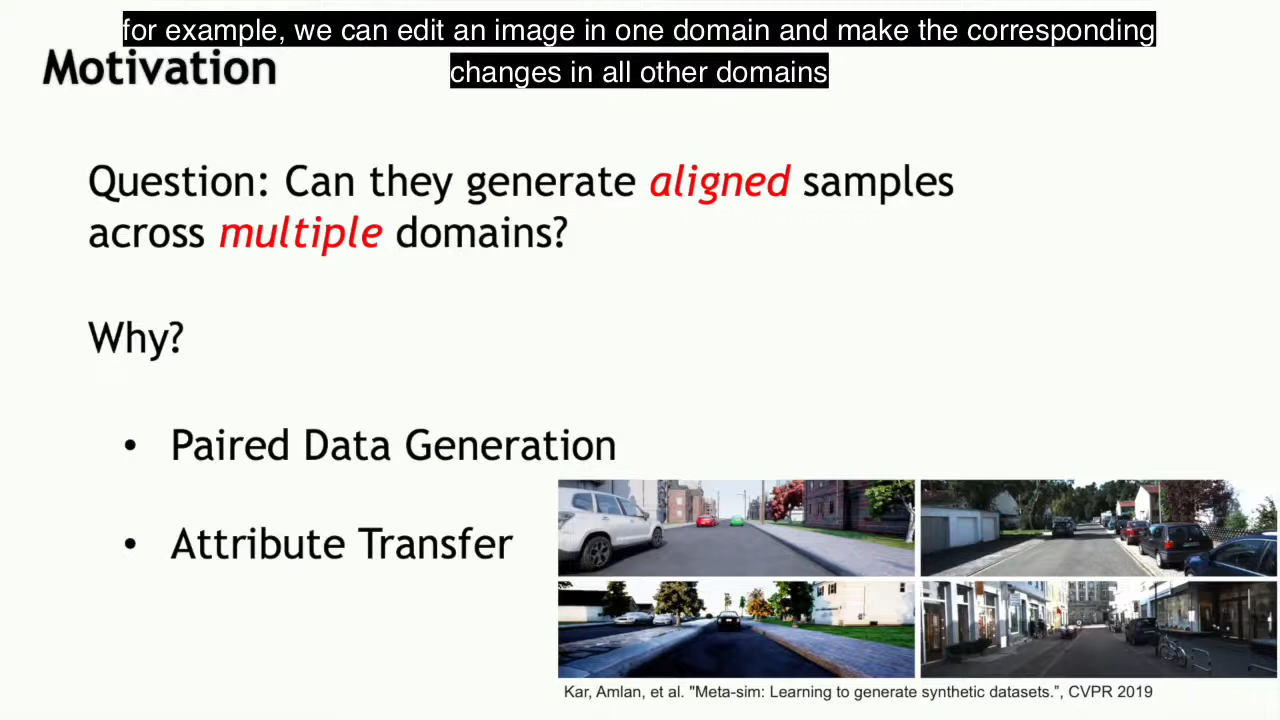 for example, we can edit an image in one domain and make the corresponding
changes in all other domains
Motivation
Question: Can they generate aligned samples
across multiple domains?
Why?
• Paired Data Generation
• Attribute Transfer
Kar, Amlan, et al. "Meta-sim: Learning to generate synthetic datasets.", CVPR 2019